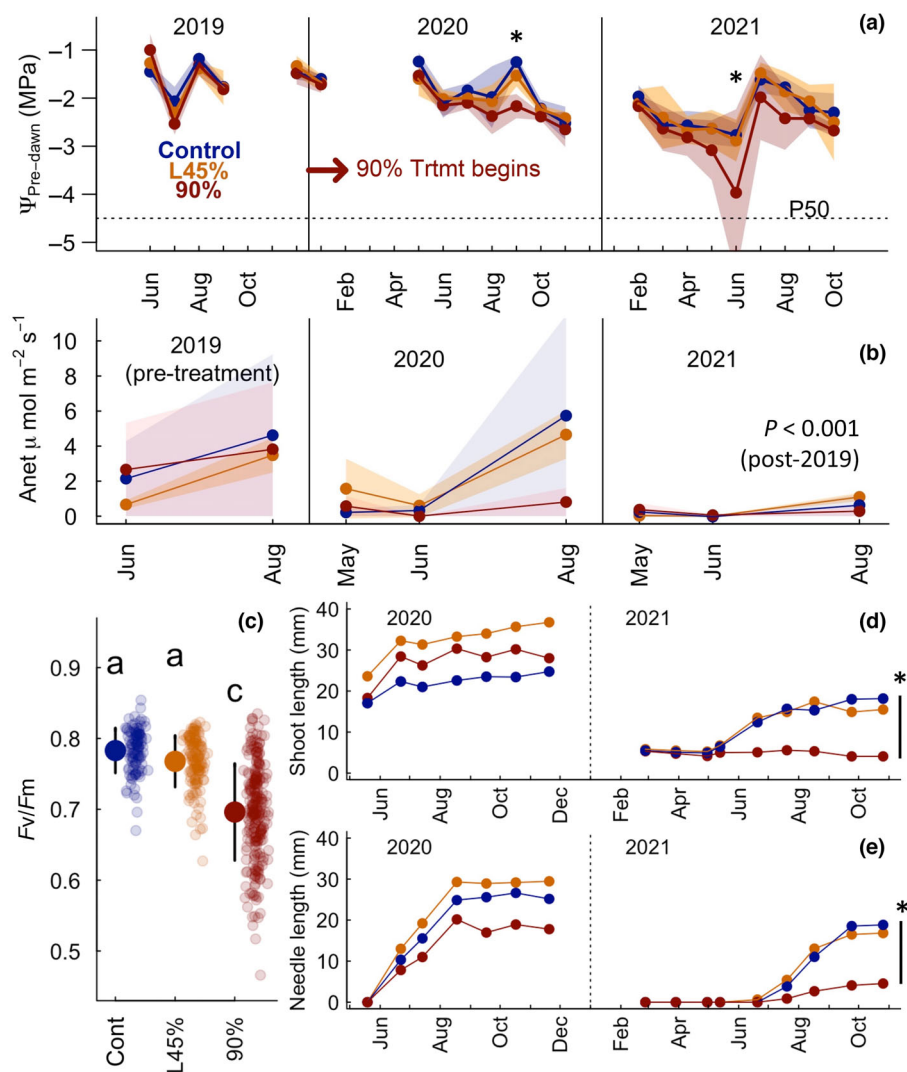 2019
2020
2021
(a)
*
*
ΨPre-dawn (MPa)
−1
−2
−3
−4
−5
Control
L45%
90%
90% Trtmt begins
P50
Jun
Aug
Oct
Feb
Apr
Jun
Aug
Oct
Feb
Apr
Jun
Aug
Oct
(b)
2019
(pre-treatment)
2020
2021
P < 0.001
(post-2019)
Anet μ mol m−2 s−1
10
8
6
4
2
0
Jun
Aug
May
Jun
Aug
May
Jun
Aug
(c)
a
a
c
Fv/Fm
0.9
0.8
0.7
0.6
0.5
Cont
L45%
90%
2020
2021
(d)
*
Shoot length (mm)
40
30
20
10
0
Jun
Aug
Oct
Dec
Feb
Apr
Jun
Aug
Oct
2020
2021
(e)
*
Needle length (mm)
30
20
10
0
Jun
Aug
Oct
Dec
Feb
Apr
Jun
Aug
Oct